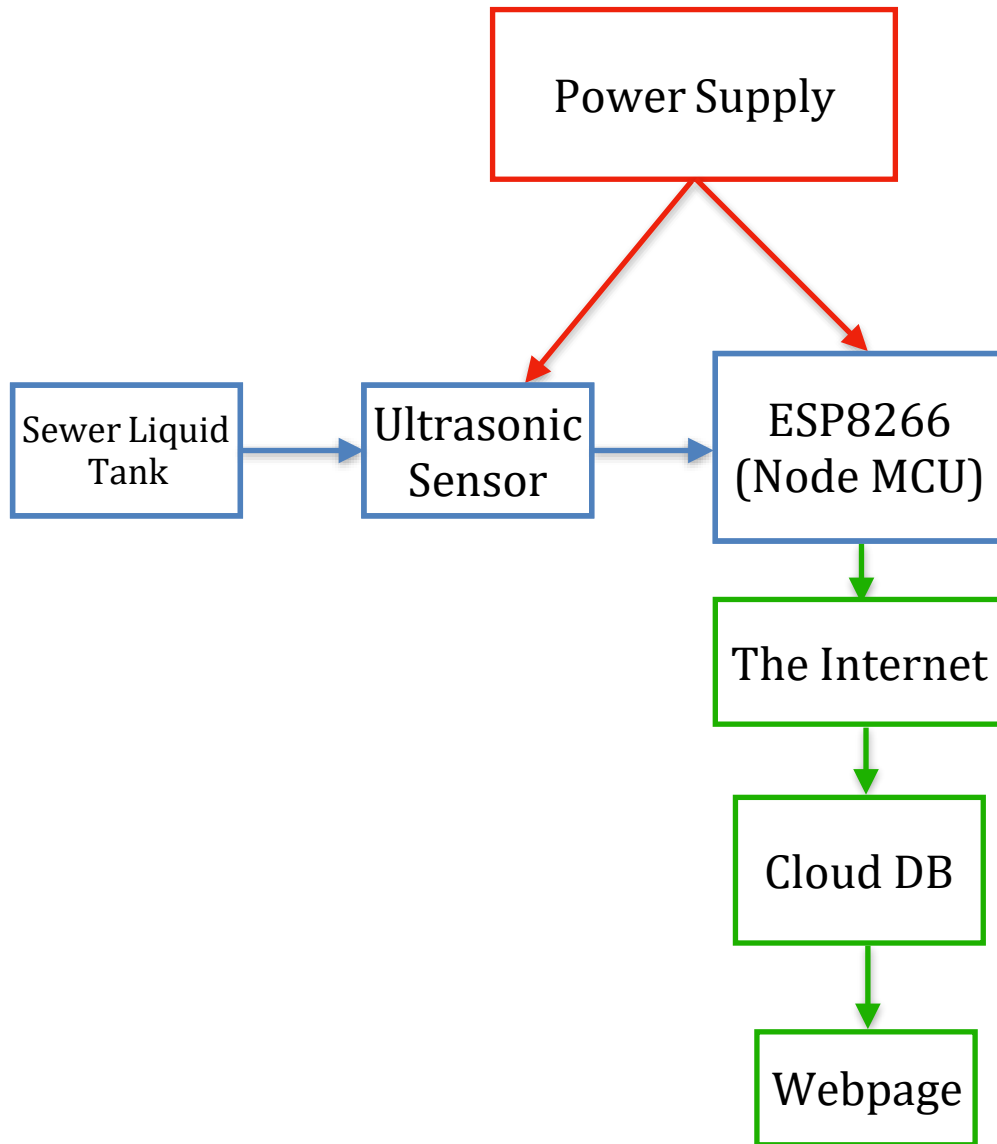 Power Supply
Sewer Liquid
Tank
Ultrasonic
Sensor
ESP8266
(Node MCU)
The Internet
Cloud DB
Webpage